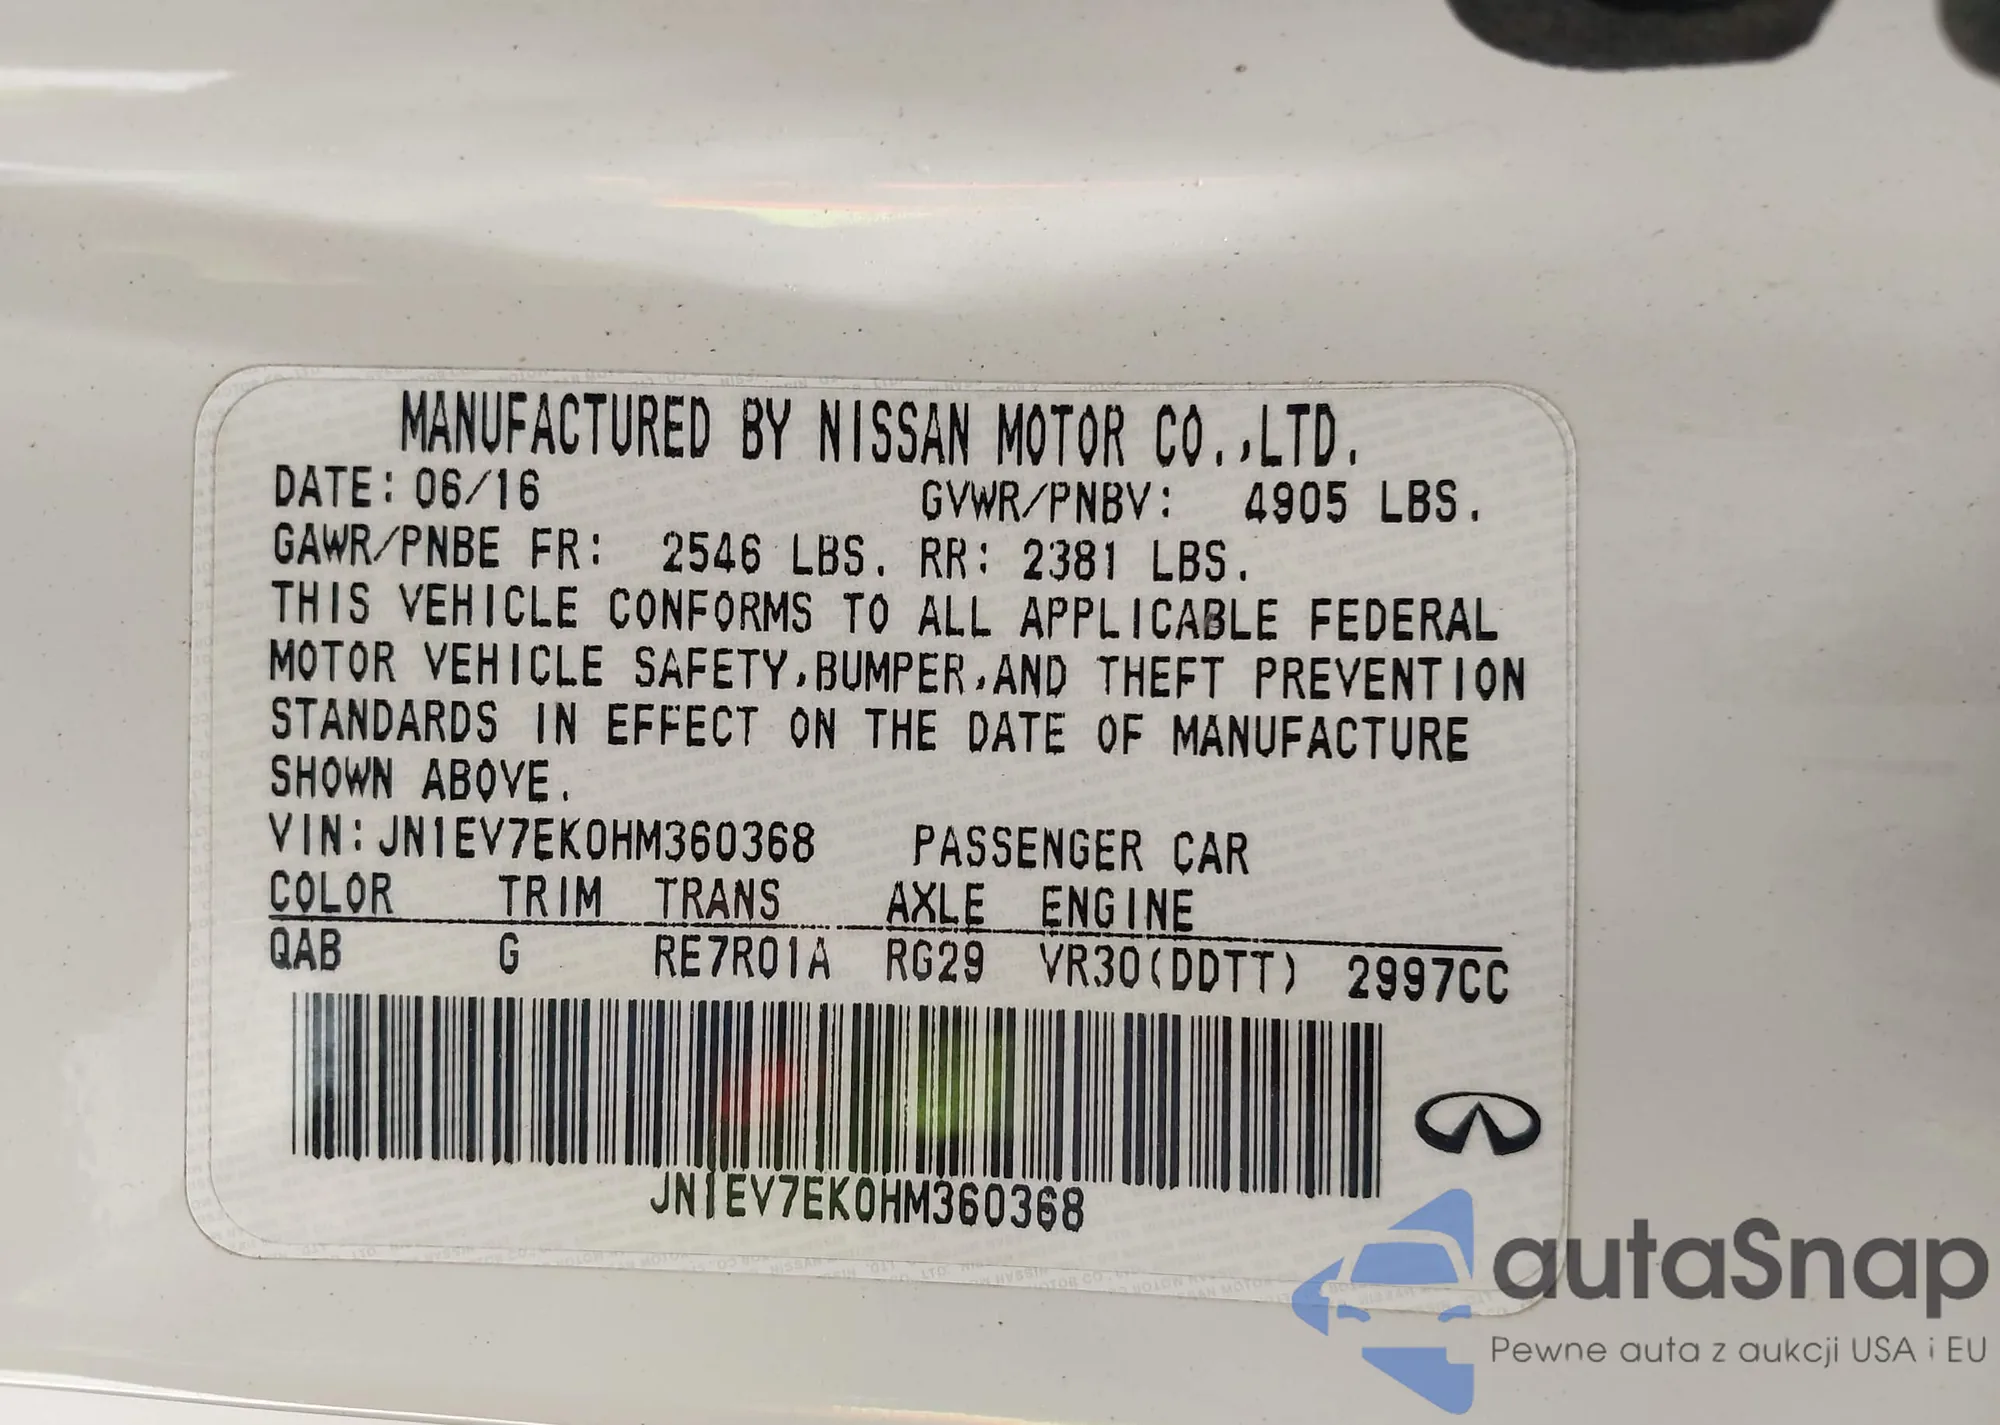 MANUFACTURED BY NISSAN MOTOR CO.,LTD.
DATE: 06/16 GVWR/PNBV: 4905 LBS.
GAWR/PNBE FR: 2546 LBS. RR: 2381 LBS.
THIS VEHICLE CONFORMS TO ALL APPLICABLE FEDERAL
MOTOR VEHICLE SAFETY,BUMPER,AND THEFT PREVENTION
STANDARDS IN EFFECT ON THE DATE OF MANUFACTURE
SHOWN ABOVE.
VIN:JN1EV7EK0HM360368 PASSENGER CAR
COLOR TRIM TRANS AXLE ENGINE
QAB G RE7R01A RG29 VR30(DDTT) 2997CC
JN1EV7EK0HM360368
autaSnap
Pewne auta z aukcji USA i EU